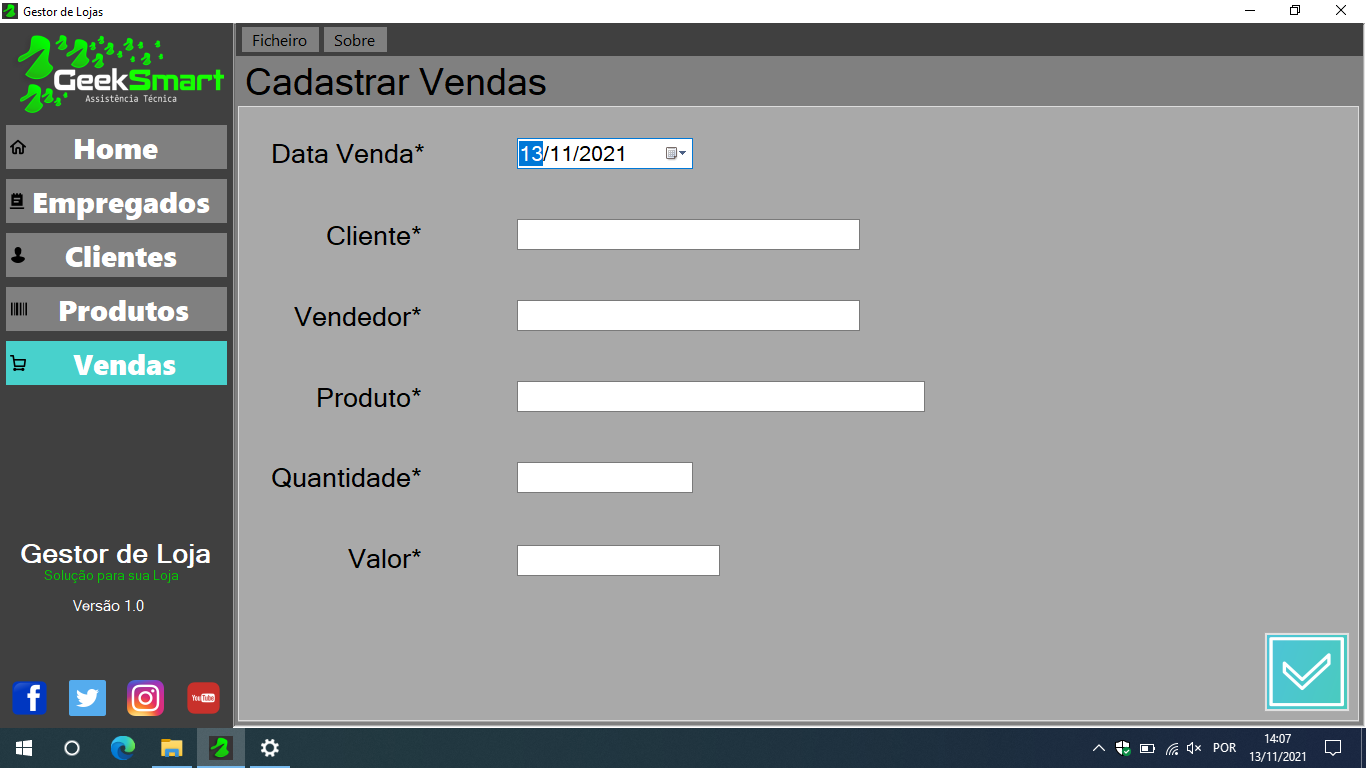 Gestor de Lojas
GeekSmart
Assistência Técnica
Home
Empregados
Clientes
Produtos
Vendas
Gestor de Loja
Solução para sua Loja
Versão 1.0
YouTube
Ficheiro Sobre
Cadastrar Vendas
Data Venda* 13/11/2021
Cliente*
Vendedor*
Produto*
Quantidade*
Valor*
POR
14:07
13/11/2021